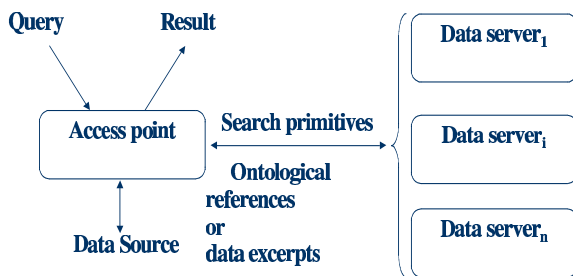 Query
Result
Access point
Data Source
Search primitives
Ontological
references
or
data excerpts
Data server1
Data serveri
Data servern